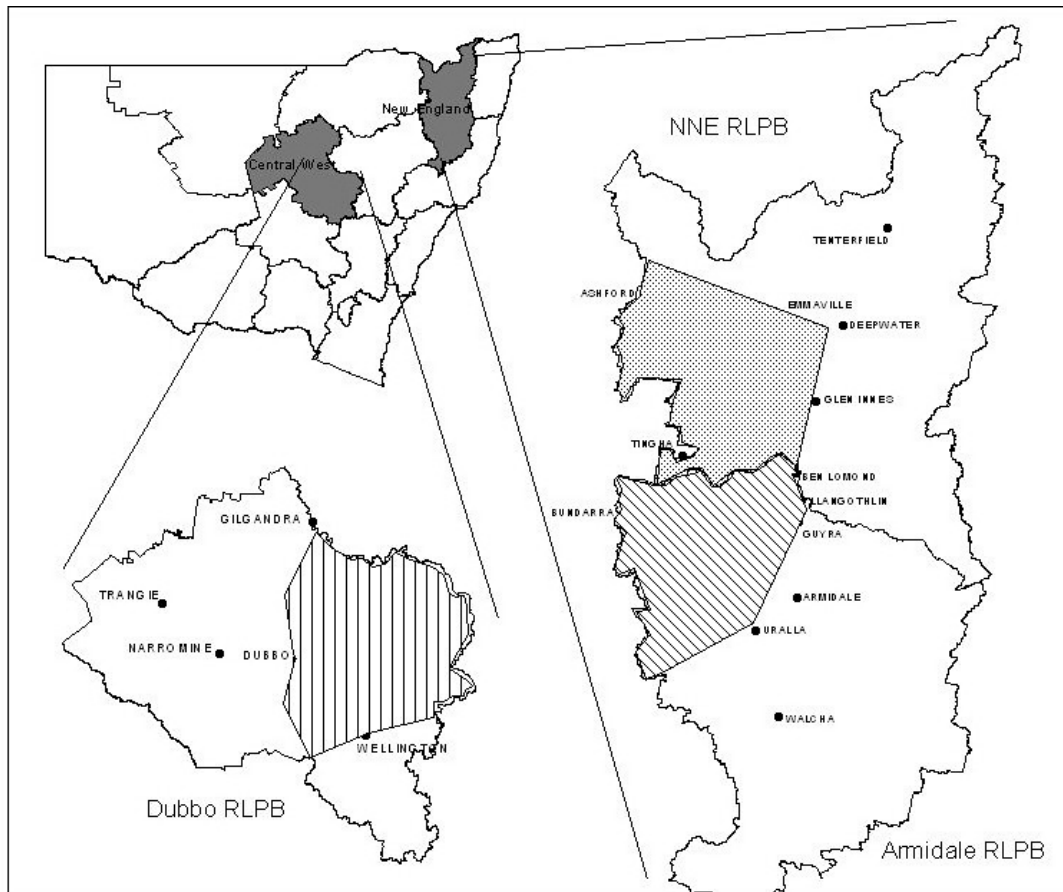 New England
Central West
NNE RLPB
TENTERFIELD
ASHFORD
EMMAVILLE
DEEPWATER
GLEN INNES
TINGHA
BEN LOMOND
BUNDARRA
LLANGOTHLIN
GUYRA
GILGANDRA
TRANGIE
ARMIDALE
URALLA
NARROMINE
DUBBO
WALCHA
WELLINGTON
Dubbo RLPB
Armidale RLPB